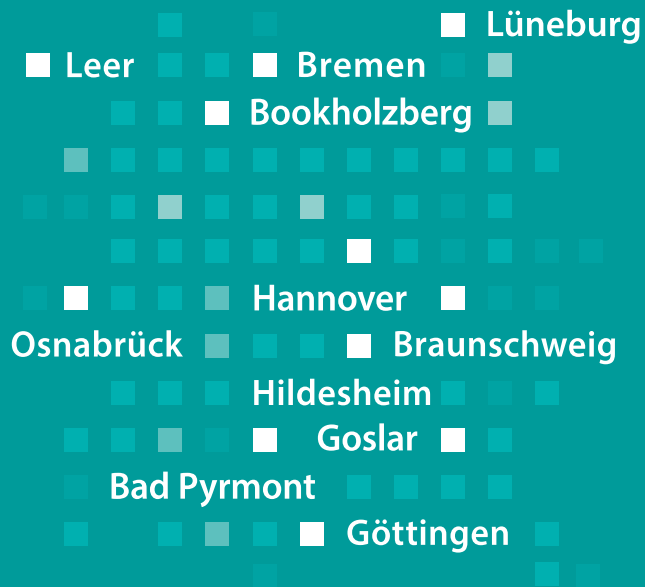 Lüneburg
Leer
Bremen
Bookholzberg
Hannover
Osnabrück
Braunschweig
Hildesheim
Goslar
Bad Pyrmont
Göttingen